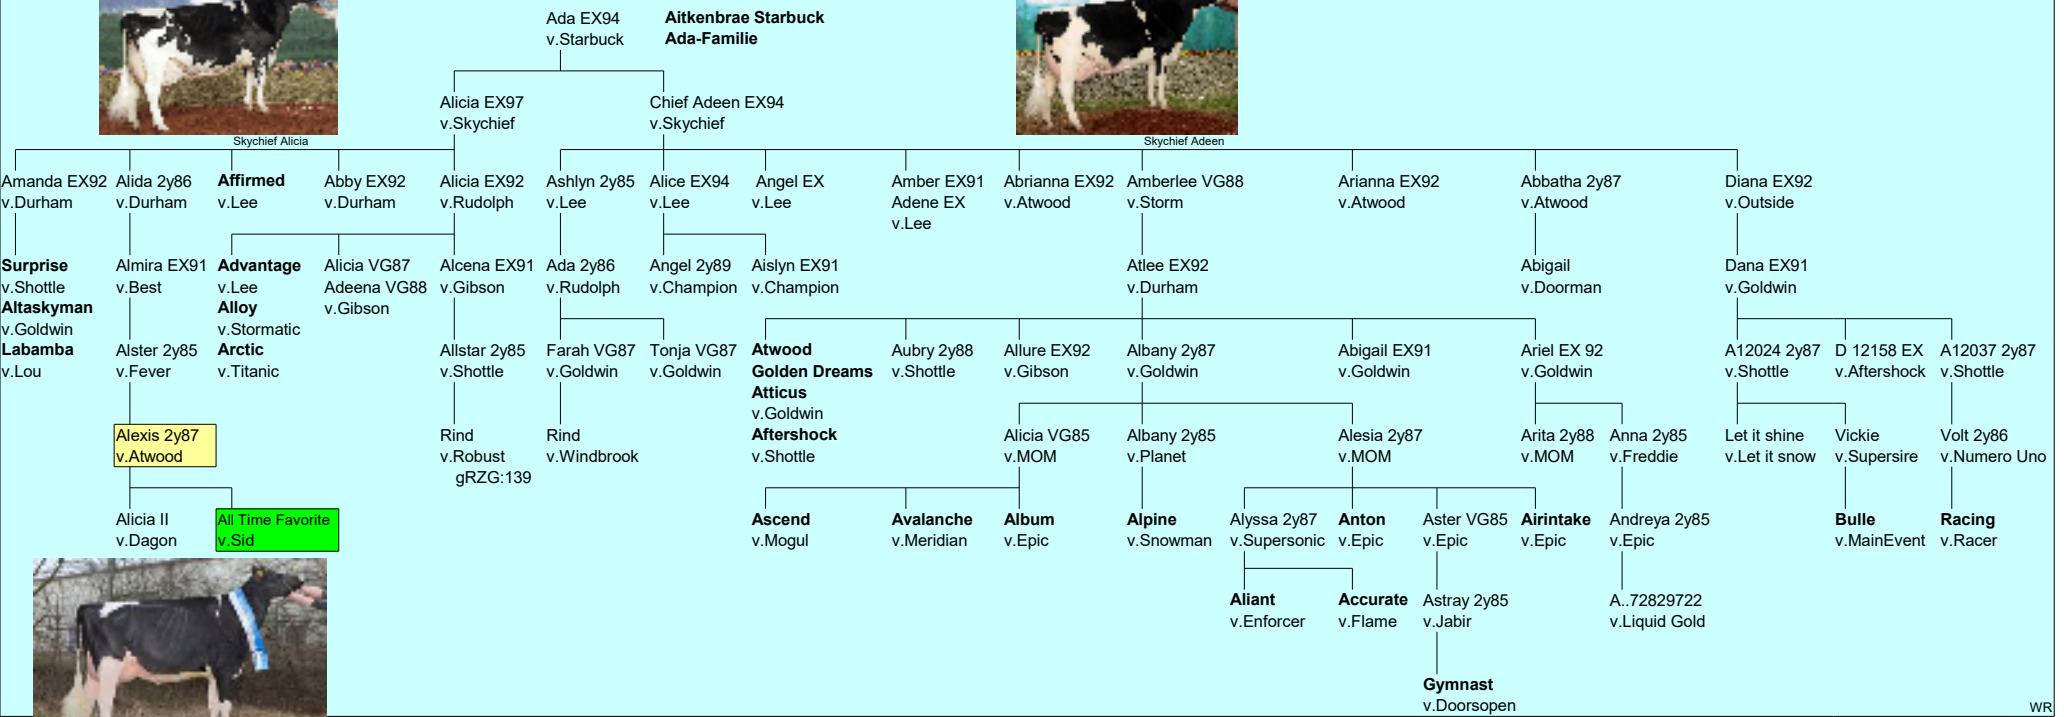 Ada EX94
v.Starbuck
Aitkenbrae Starbuck
Ada-Familie
Alicia EX97
v.Skychief
Chief Adeen EX94
v.Skychief
Skychief Alicia
Skychief Adeen
Amanda EX92
v.Durham
Alida 2y86
v.Durham
Affirmed
v.Lee
Abby EX92
v.Durham
Alicia EX92
v.Rudolph
Ashlyn 2y85
v.Lee
Alice EX94
v.Lee
Angel EX
v.Lee
Amber EX91
Adene EX
v.Lee
Abrianna EX92
v.Atwood
Amberlee VG88
v.Storm
Arianna EX92
v.Atwood
Abbatha 2y87
v.Atwood
Diana EX92
v.Outside
Surprise
v.Shottle
Altaskyman
v.Goldwin
Labamba
v.Lou
Almira EX91
v.Best
Advantage
v.Lee
Alloy
v.Stormatic
Arctic
v.Titanic
Alicia VG87
Adeena VG88
v.Gibson
Alcena EX91
v.Gibson
Ada 2y86
v.Rudolph
Angel 2y89
v.Champion
Aislyn EX91
v.Champion
Atlee EX92
v.Durham
Abigail
v.Doorman
Dana EX91
v.Goldwin
Alster 2y85
v.Fever
Allstar 2y85
v.Shottle
Farah VG87
v.Goldwin
Tonja VG87
v.Goldwin
Atwood
Golden Dreams
Atticus
v.Goldwin
Aftershock
v.Shottle
Aubry 2y88
v.Shottle
Allure EX92
v.Gibson
Albany 2y87
v.Goldwin
Abigail EX91
v.Goldwin
Ariel EX 92
v.Goldwin
A12024 2y87
v.Shottle
D 12158 EX
v.Aftershock
A12037 2y87
v.Shottle
Alexis 2y87
v.Atwood
Rind
v.Robust
gRZG:139
Rind
v.Windbrook
Alicia VG85
v.MOM
Albany 2y85
v.Planet
Alesia 2y87
v.MOM
Arita 2y88
v.MOM
Anna 2y85
v.Freddie
Let it shine
v.Let it snow
Vickie
v.Supersire
Volt 2y86
v.Numero Uno
Alicia II
v.Dagon
All Time Favorite
v.Sid
Ascend
v.Mogul
Avalanche
v.Meridian
Album
v.Epic
Alpine
v.Snowman
Alyssa 2y87
v.Supersonic
Anton
v.Epic
Aster VG85
v.Epic
Airintake
v.Epic
Andreya 2y85
v.Epic
Bulle
v.MainEvent
Racing
v.Racer
Aliant
v.Enforcer
Accurate
v.Flame
Astray 2y85
v.Jabir
A..72829722
v.Liquid Gold
Gymnast
v.Doorsopen
WR